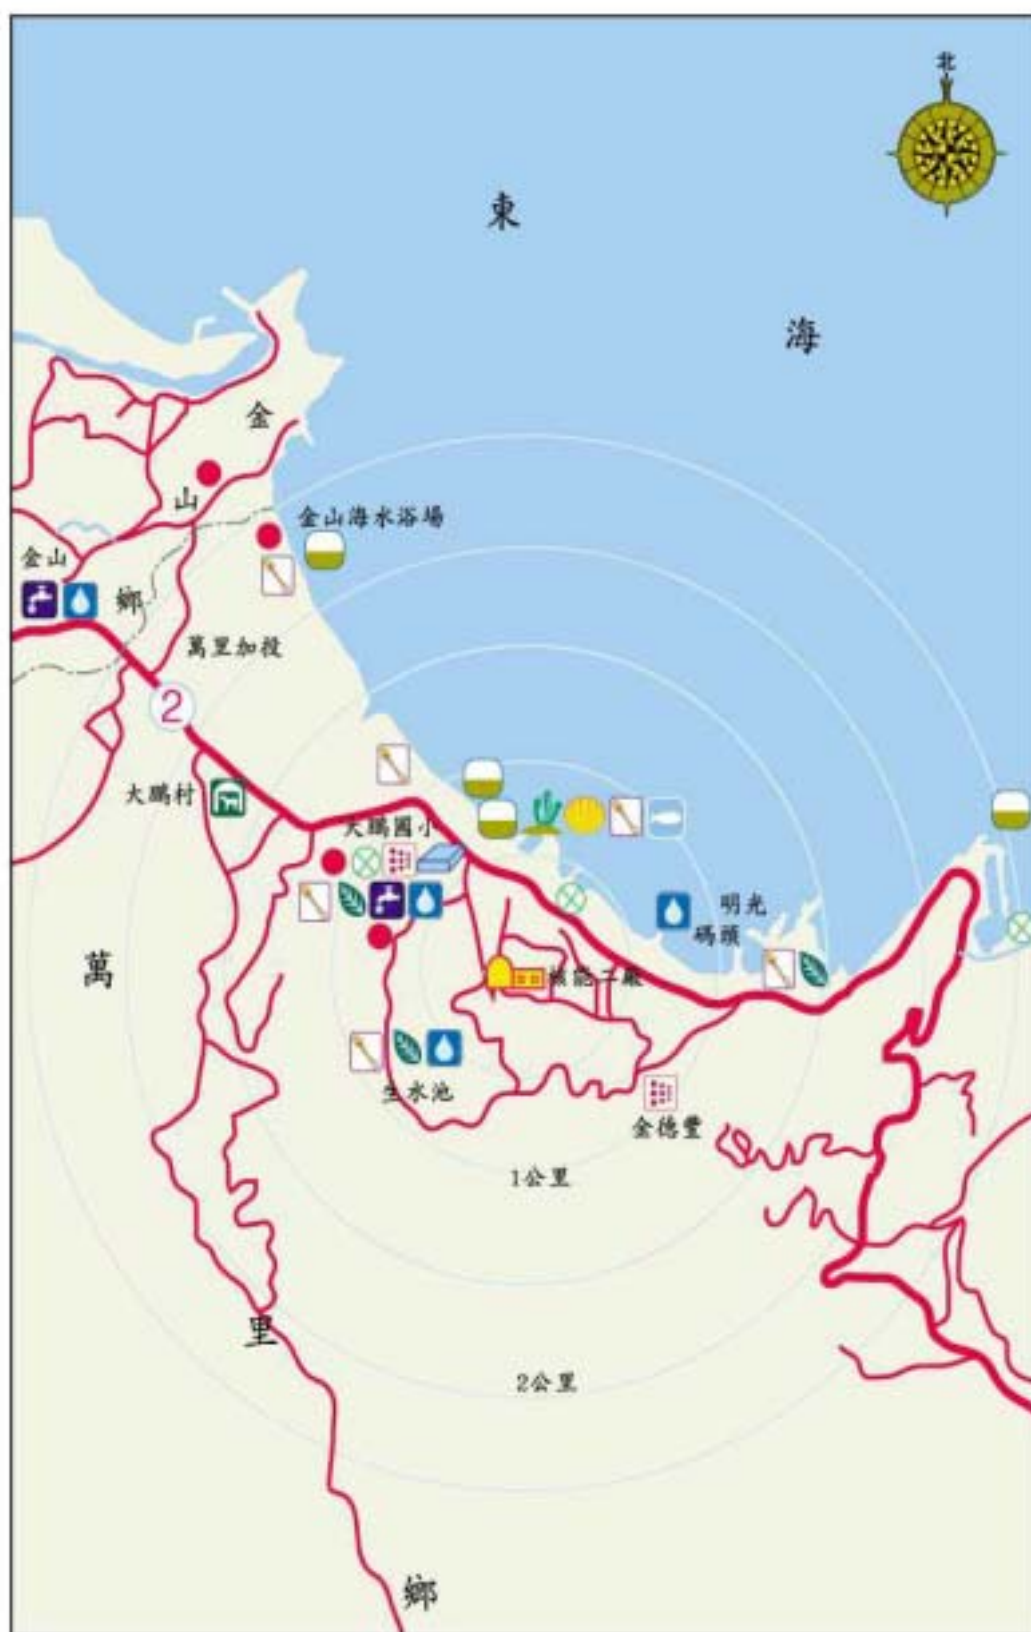 北
東
海
金
山
鄉
金山海水浴場
金山
萬里加投
2
大鵬村
大鵬國小
明光
碼頭
萬
核能二廠
生水池
金德豐
1公里
里
2公里
鄉